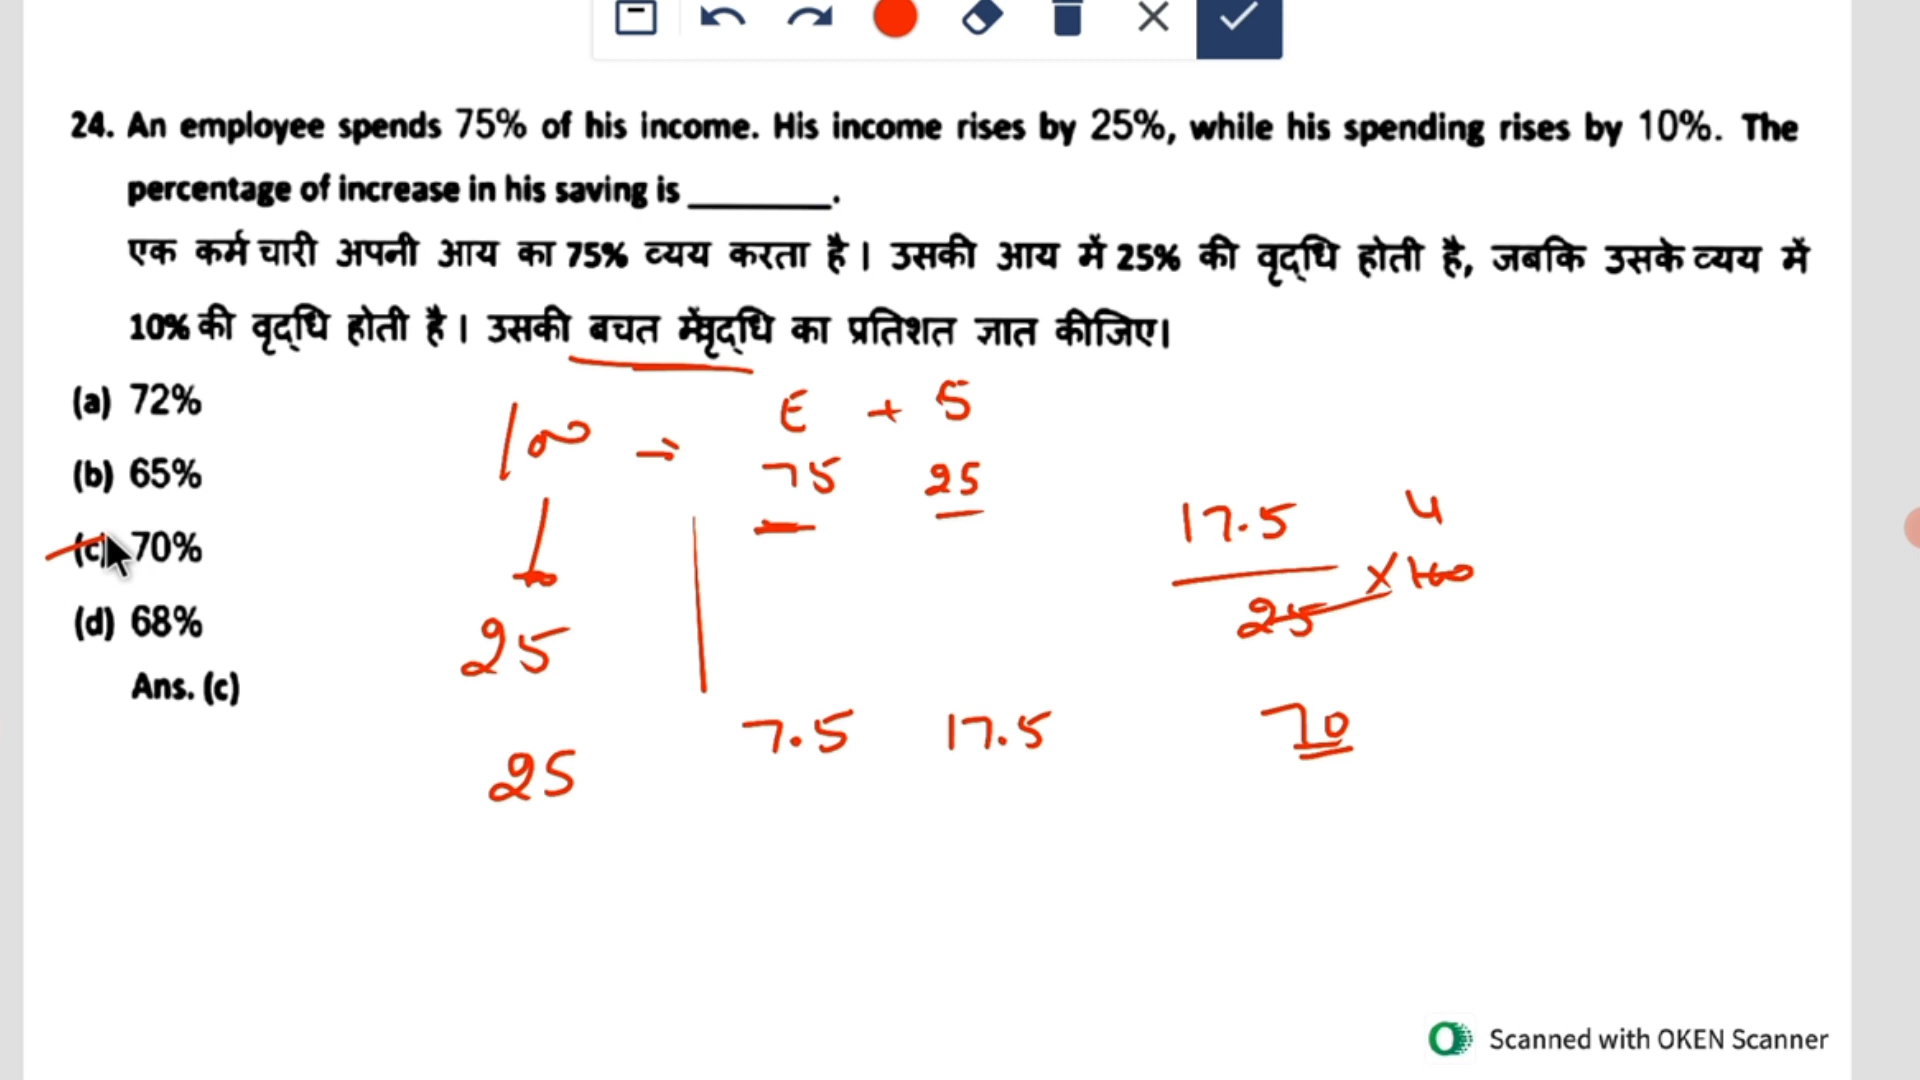 24. An employee spends 75% of his income. His income rises by 25%, while his spending rises by 10%. The
percentage of increase in his saving is ________.
एक कर्मचारी अपनी आय का 75% व्यय करता है। उसकी आय में 25% की वृद्धि होती है, जबकि उसके व्यय में
10% की वृद्धि होती है। उसकी बचत में वृद्धि का प्रतिशत ज्ञात कीजिए।
(a) 72%
(b) 65%
(c) 70%
(d) 68%
Ans. (c)
100 = E + S
75 25
25
7.5 17.5
25
17.5 4
25 × 100
70
Scanned with OKEN Scanner